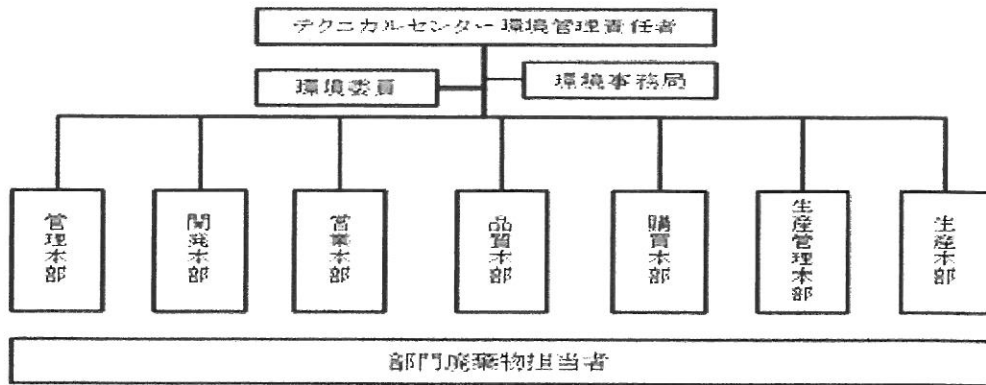 テクニカルセンター環境管理責任者
環境委員
環境事務局
管理本部
開発本部
営業本部
品質本部
購買本部
生産管理本部
生産本部
部門廃棄物担当者